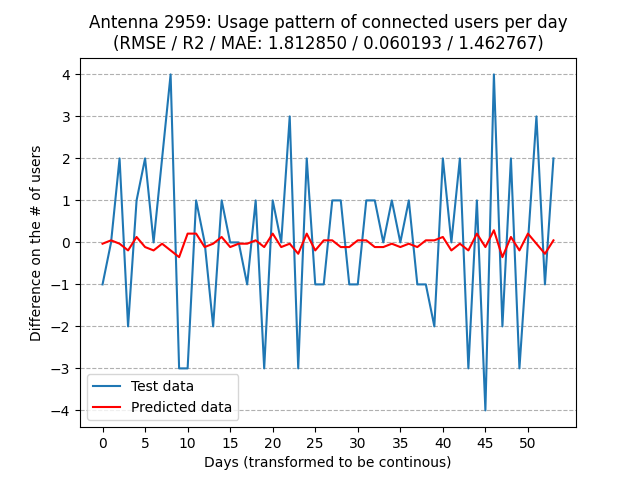 Antenna 2959: Usage pattern of connected users per day
(RMSE / R2 / MAE: 1.812850 / 0.060193 / 1.462767)
4
3
2
1
0
−1
−2
−3
−4
Difference on the # of users
Test data
Predicted data
0 5 10 15 20 25 30 35 40 45 50
Days (transformed to be continous)